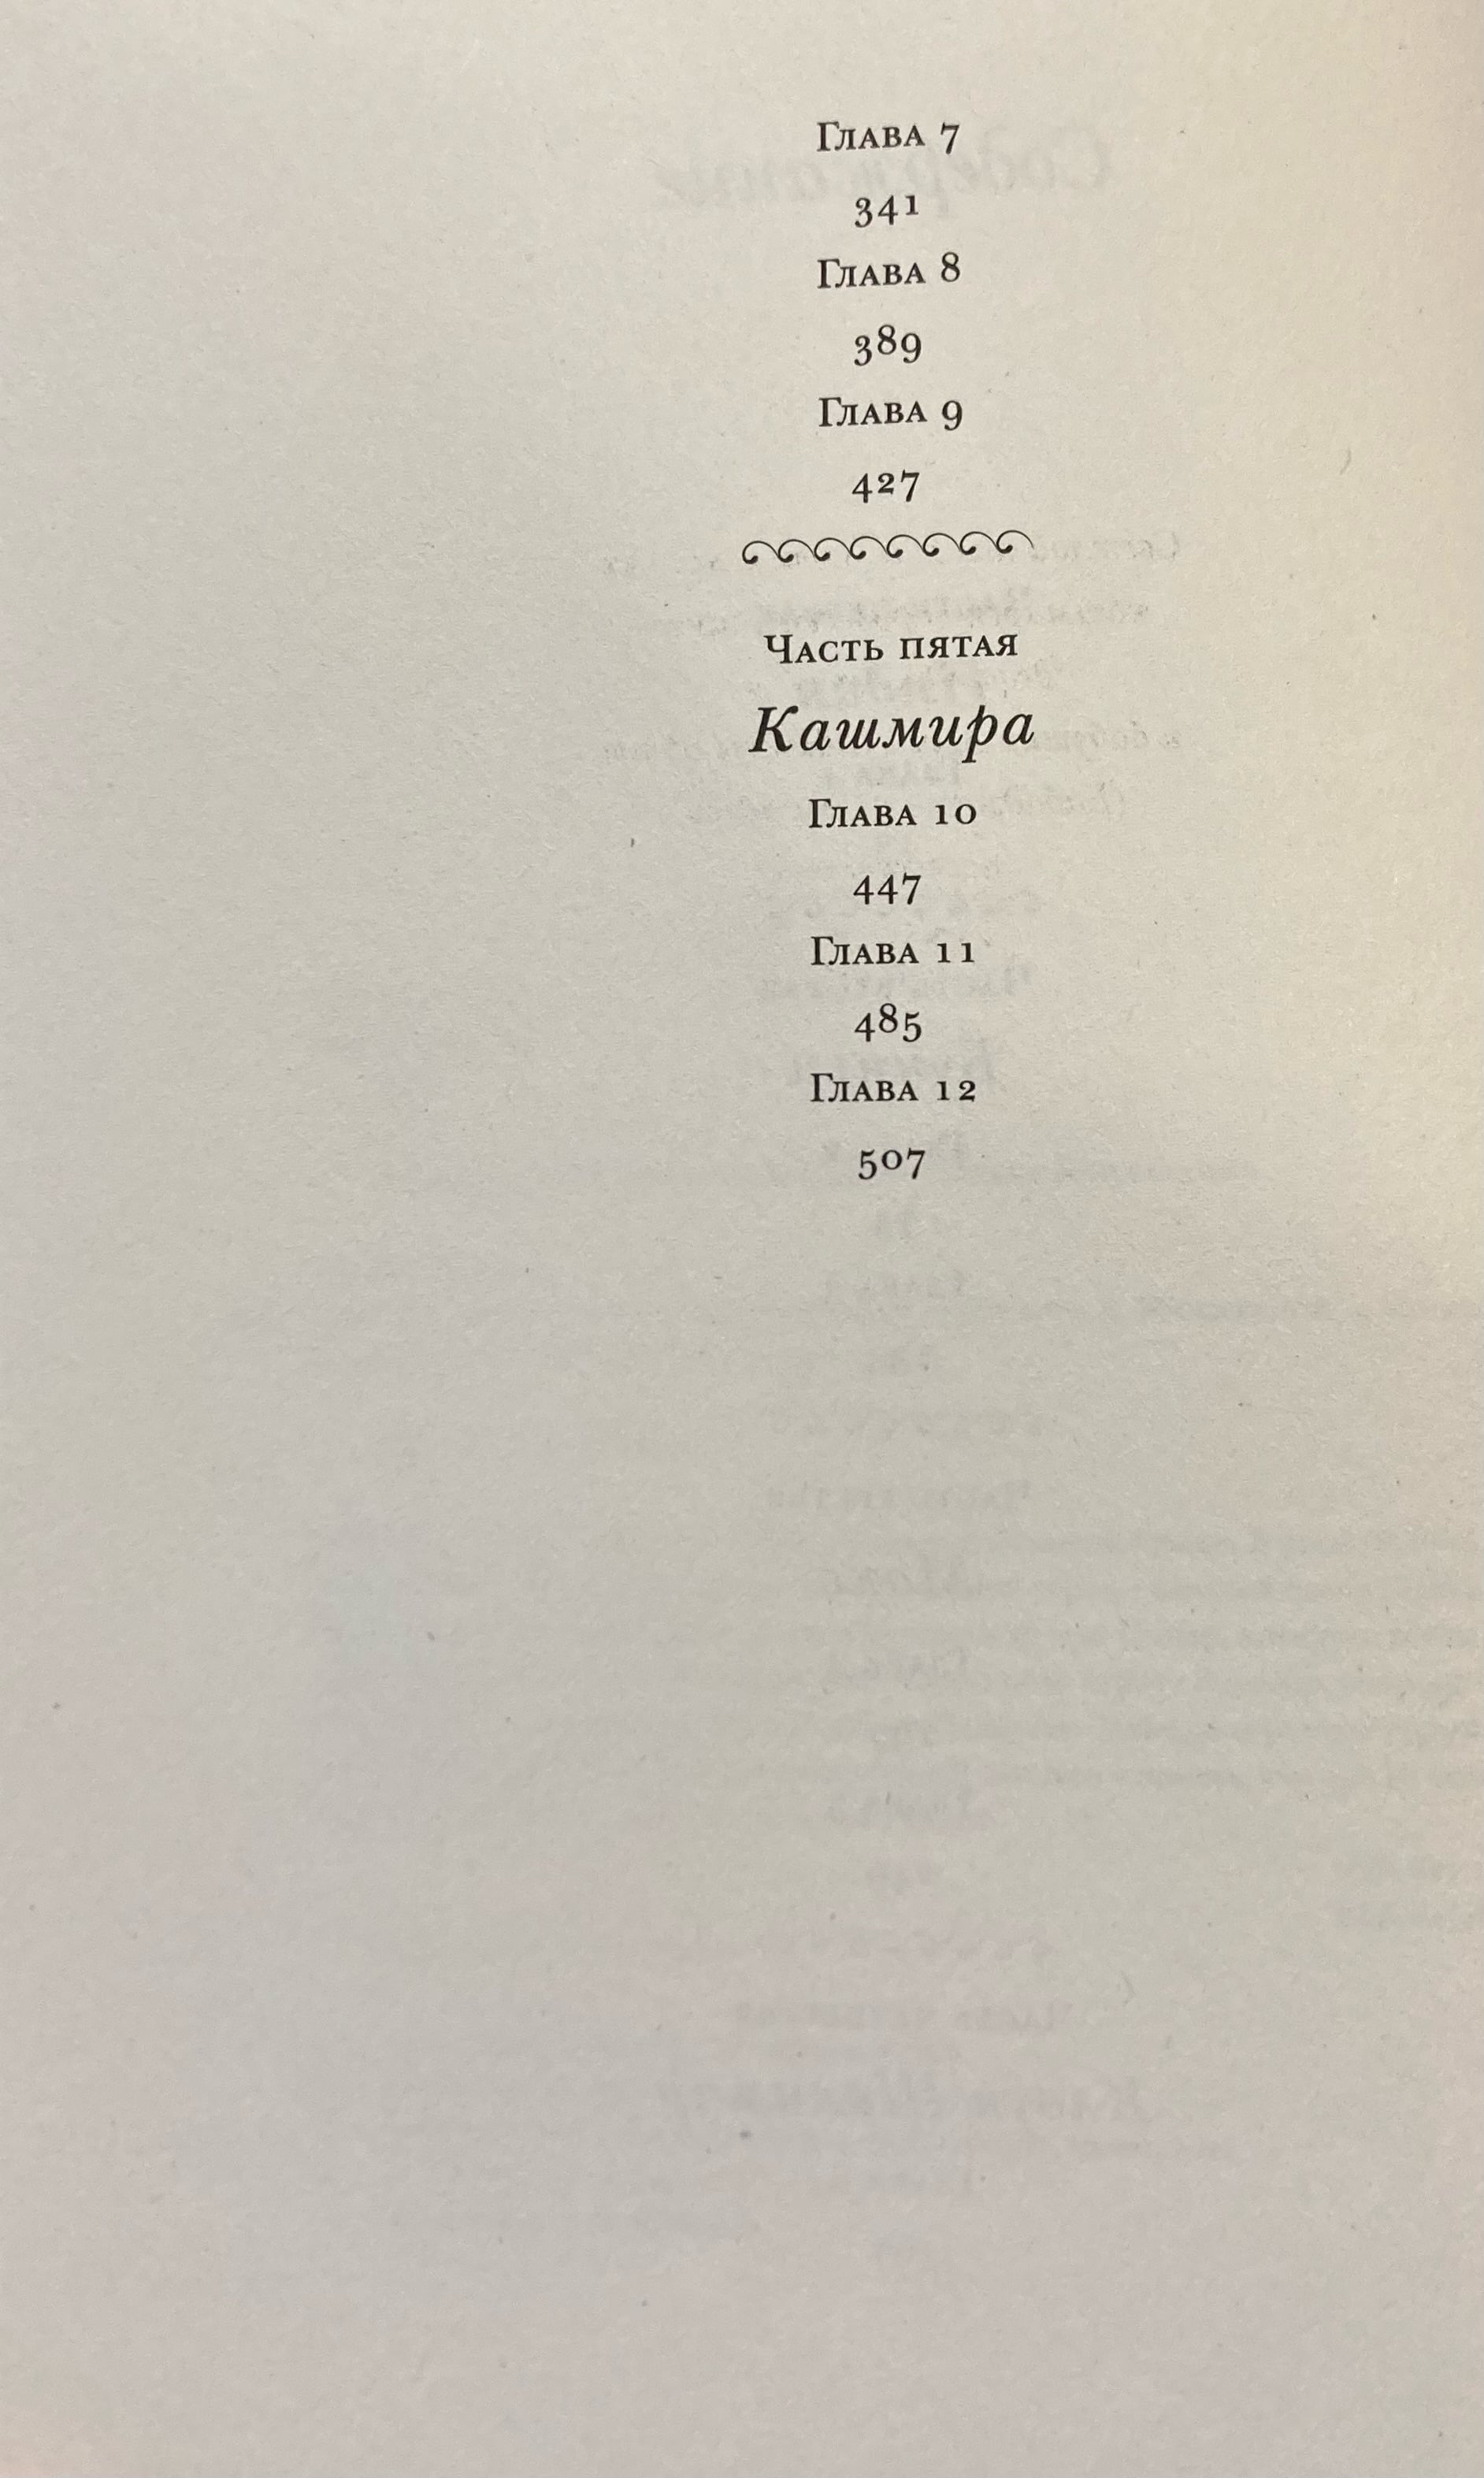 Глава 7
341
Глава 8
389
Глава 9
427
Часть пятая
Кашмира
Глава 10
447
Глава 11
485
Глава 12
507